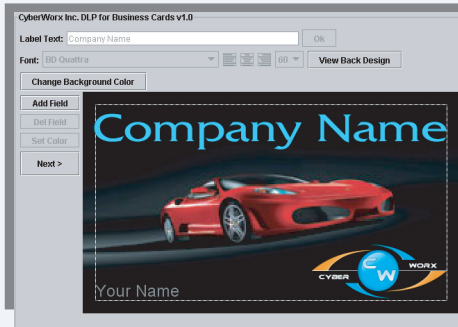 CyberWorx Inc. DLP for Business Cards v1.0
Label Text: Company Name Ok
Font: BD Quattra 60 View Back Design
Change Background Color
Add Field
Del Field
Set Color
Next >
Company Name
CYBER CW WORX
Your Name